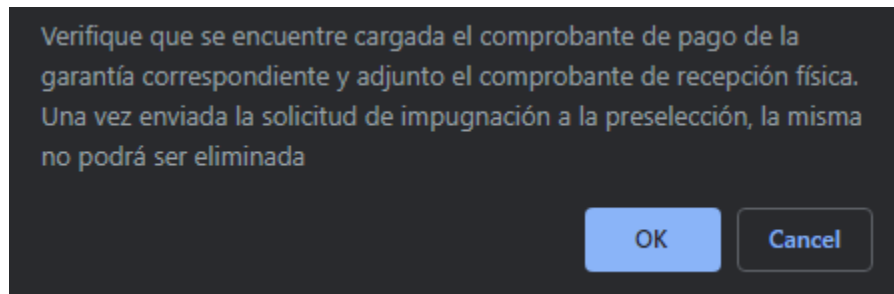 Verifique que se encuentre cargada el comprobante de pago de la
garantía correspondiente y adjunto el comprobante de recepción física.
Una vez enviada la solicitud de impugnación a la preselección, la misma
no podrá ser eliminada
OK
Cancel